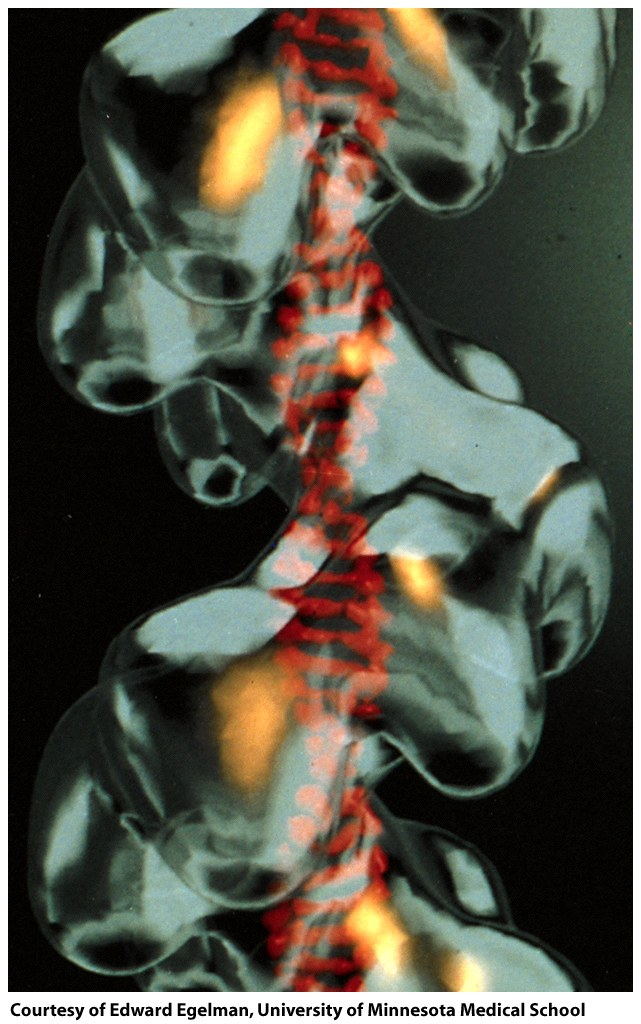 Courtesy of Edward Egelman, University of Minnesota Medical School